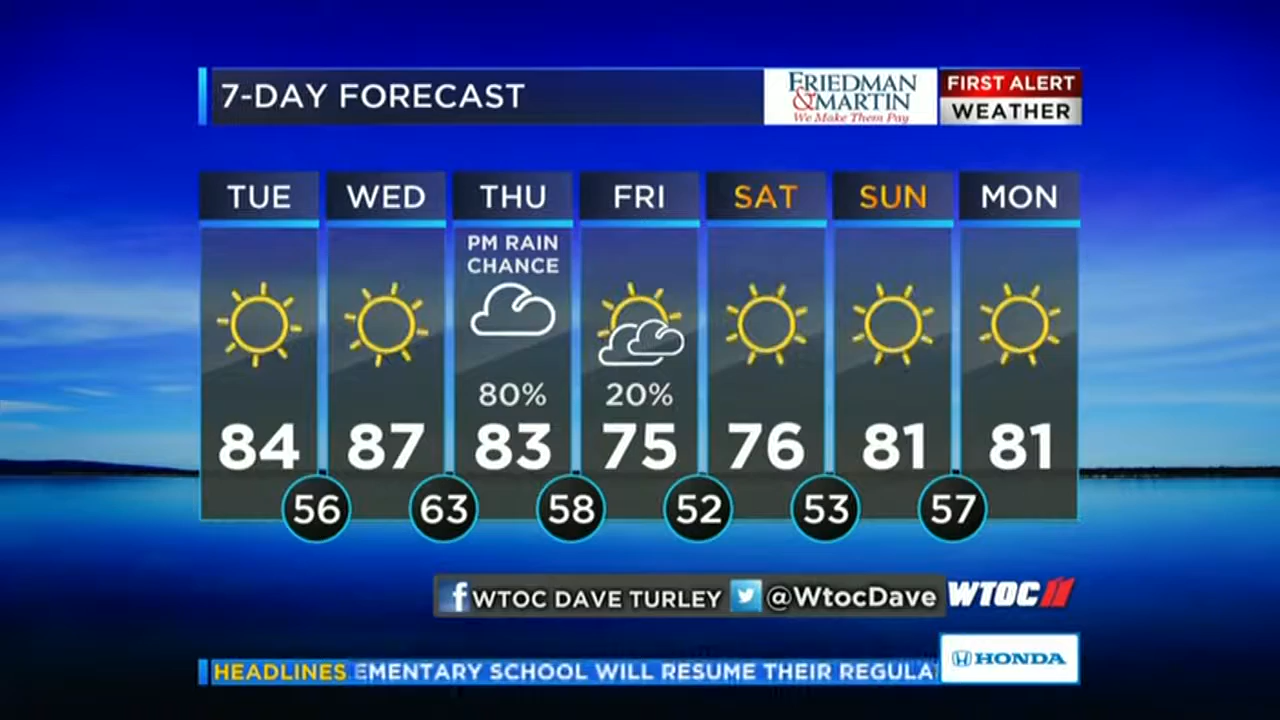 7-DAY FORECAST
FRIEDMAN
&MARTIN
We Make Them Pay
FIRST ALERT
WEATHER
TUE WED THU FRI SAT SUN MON
PM RAIN
CHANCE
80% 20%
84 87 83 75 76 81 81
56 63 58 52 53 57
f WTOC DAVE TURLEY @WtocDave WTOC 11
HEADLINES EMENTARY SCHOOL WILL RESUME THEIR REGULA
HONDA